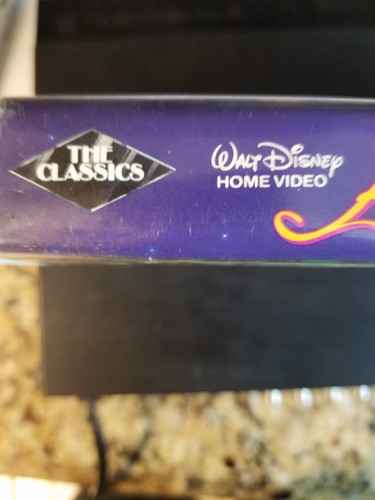 THE
CLASSICS
WALT DISNEY
HOME VIDEO